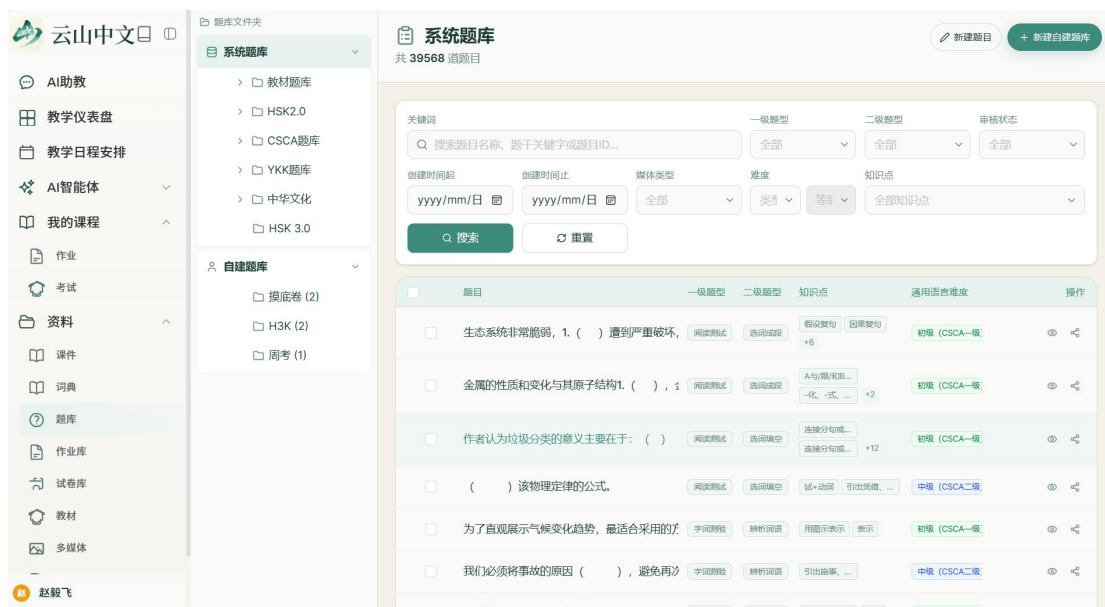 云山中文
AI助教
教学仪表盘
教学日程安排
AI智能体
我的课程
作业
考试
资料
课件
词典
题库
作业库
试卷库
教材
多媒体
赵
赵毅飞
题库文件夹
系统题库
教材题库
HSK2.0
CSCA题库
YKK题库
中华文化
HSK 3.0
自建题库
摸底卷 (2)
H3K (2)
周考 (1)
系统题库
共 39568 道题目
新建题目
+ 新建自建题库
关键词
一级题型
二级题型
审核状态
搜索题目名称、题干关键字或题目ID...
全部
全部
全部
创建时间起
创建时间止
媒体类型
难度
知识点
yyyy/mm/日
yyyy/mm/日
全部
类型
等级
全部知识点
搜索
重置
题目
一级题型
二级题型
知识点
通用语言难度
操作
生态系统非常脆弱，1.（ ）遭到严重破坏，
阅读测试
选词成段
假设复句
因果复句
+6
初级（CSCA一级
金属的性质和变化与其原子结构1.（ ），
阅读测试
选词成段
A与/跟/和B...
-化、-式、...
+2
初级（CSCA一级
作者认为垃圾分类的意义主要在于：（ ）
阅读测试
选词填空
连接分句或...
连接分句或...
+12
初级（CSCA一级
（ ）该物理定律的公式。
阅读测试
选词填空
试+动词
引出凭借、...
中级（CSCA二级
为了直观展示气候变化趋势，最适合采用的方
字词测验
辨析词语
用图示表示
表示
初级（CSCA一级
我们必须将事故的原因（ ），避免再次
字词测验
辨析词语
引出施事、...
中级（CSCA二级